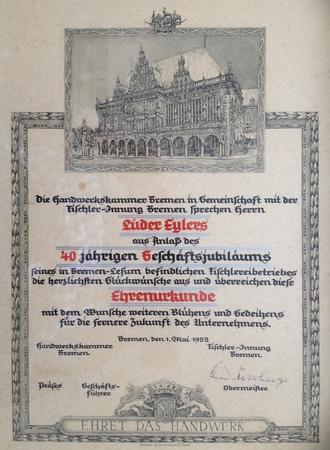 Die Handwerkskammer Bremen in Gemeinschaft mit der
Tischler-Innung Bremen sprechen Herrn
Lüder Eylers
aus Anlaß des
40 jährigen Geschäftsjubiläums
seines in Bremen-Lesum befindlichen Tischlereibetriebes
die herzlichsten Glückwünsche aus und überreichen diese
Ehrenurkunde
mit dem Wunsche weiteren Blühens und Gedeihens
für die fernere Zukunft des Unternehmens.
Bremen, den 1. Mai 1952
Handwerkskammer Bremen
Tischler-Innung Bremen
Präses
Geschäfts-
führer
Obermeister
EHRET DAS HANDWERK